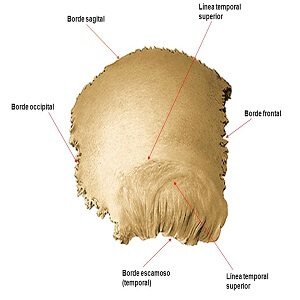 Línea temporal
superior
Borde sagital
Borde occipital
Borde frontal
Borde escamoso
(temporal)
Línea temporal
superior